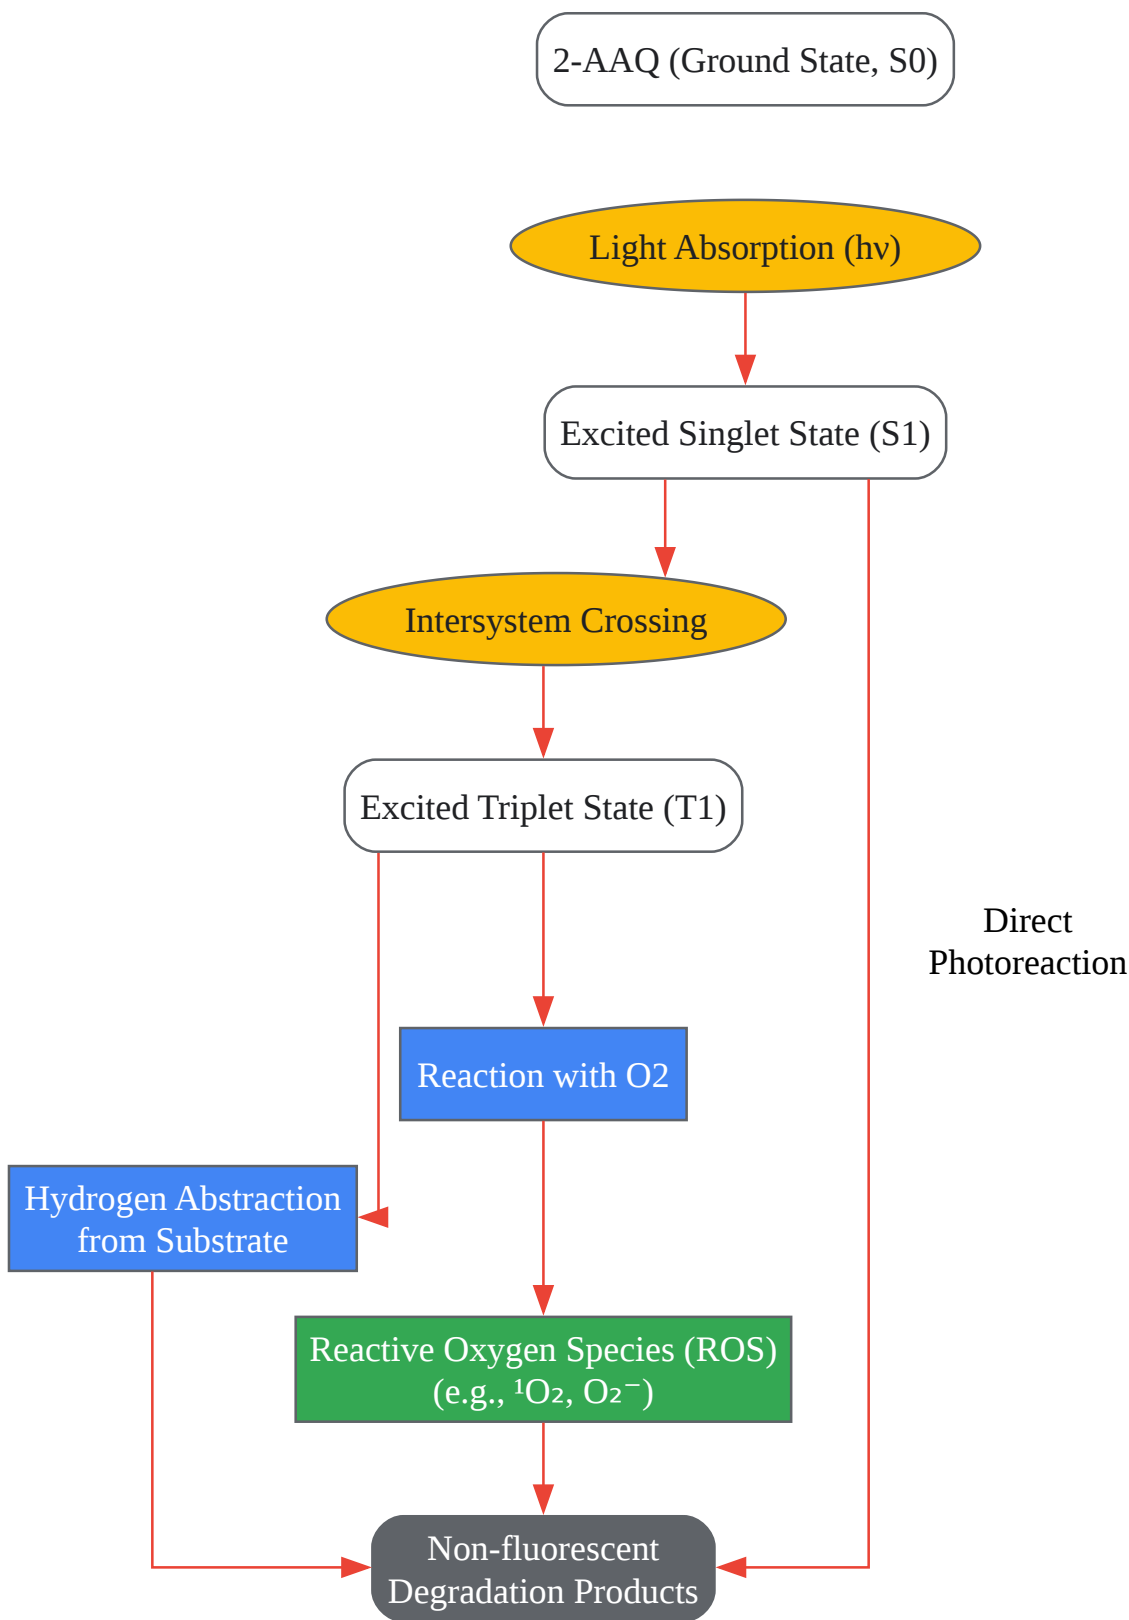 2-AAQ (Ground State, S0)
Light Absorption (hν)
Excited Singlet State (S1)
Intersystem Crossing
Excited Triplet State (T1)
Direct
Photoreaction
Reaction with O2
Hydrogen Abstraction
from Substrate
Reactive Oxygen Species (ROS)
(e.g., ¹O₂, O₂⁻)
Non-fluorescent
Degradation Products